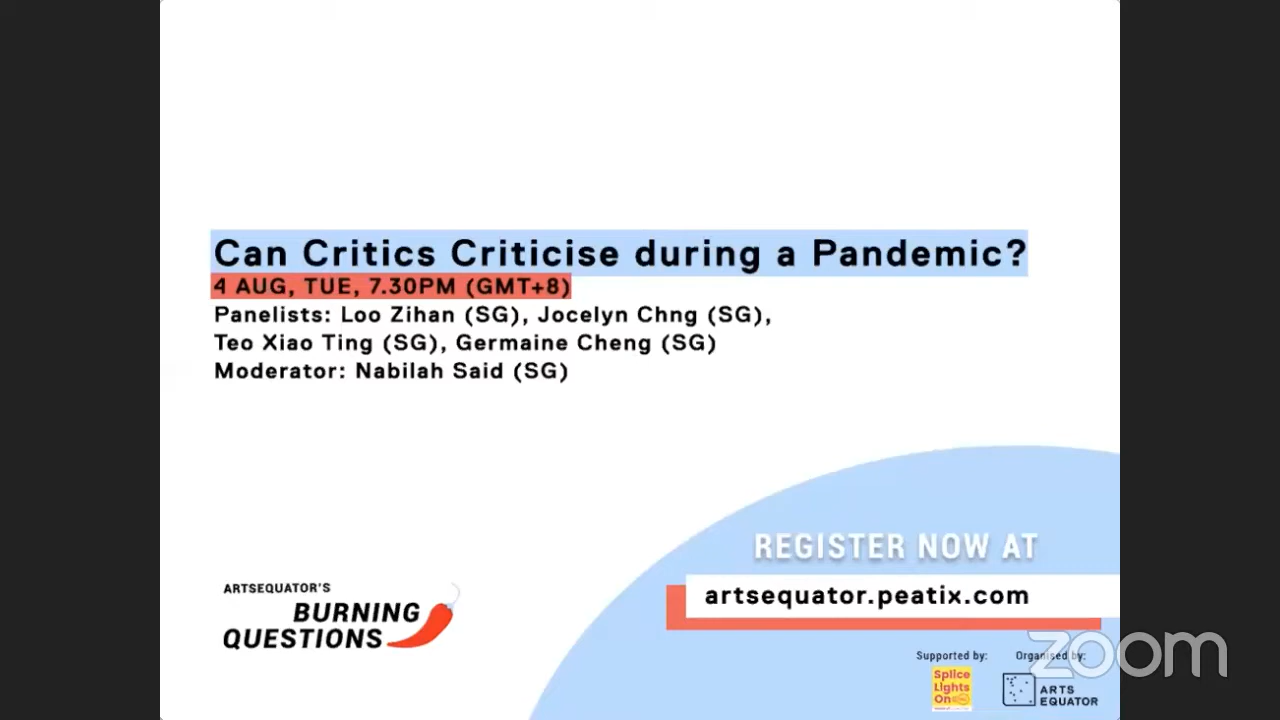 Can Critics Criticise during a Pandemic?
4 AUG, TUE, 7.30PM (GMT+8)
Panelists: Loo Zihan (SG), Jocelyn Chng (SG),
Teo Xiao Ting (SG), Germaine Cheng (SG)
Moderator: Nabilah Said (SG)
REGISTER NOW AT
artsequator.peatix.com
ARTSEQUATOR'S
BURNING
QUESTIONS
Supported by:
Organised by:
Splice
Lights
On
ARTS
EQUATOR
zoom